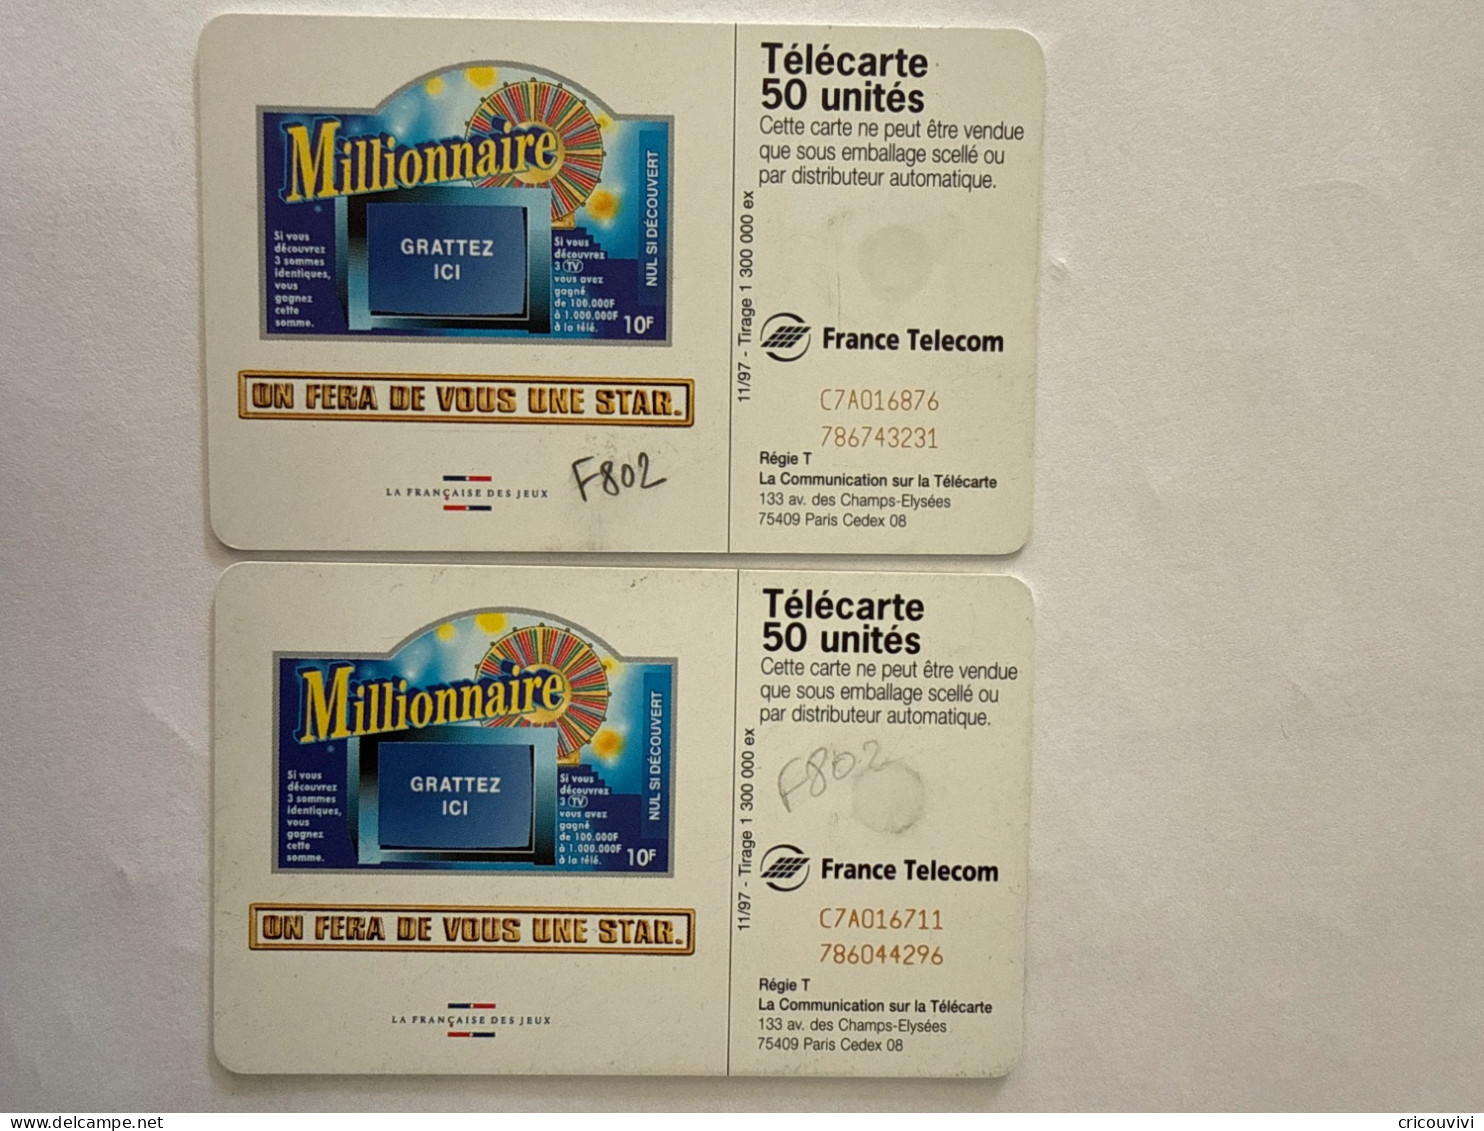 Millionnaire
Si vous
découvrez
3 sommes
identiques,
vous
gagnez
cette
somme.
GRATTEZ
ICI
Si vous
découvrez
3 TV
vous avez
gagné
de 100.000F
à 1.000.000F
à la télé.
10F
NUL SI DÉCOUVERT
ON FERA DE VOUS UNE STAR.
LA FRANÇAISE DES JEUX
F802
11/97 - Tirage 1 300 000 ex
Télécarte
50 unités
Cette carte ne peut être vendue
que sous emballage scellé ou
par distributeur automatique.
France Telecom
C7A016876
786743231
Régie T
La Communication sur la Télécarte
133 av. des Champs-Elysées
75409 Paris Cedex 08
Millionnaire
Si vous
découvrez
3 sommes
identiques,
vous
gagnez
cette
somme.
GRATTEZ
ICI
Si vous
découvrez
3 TV
vous avez
gagné
de 100.000F
à 1.000.000F
à la télé.
10F
NUL SI DÉCOUVERT
ON FERA DE VOUS UNE STAR.
LA FRANÇAISE DES JEUX
11/97 - Tirage 1 300 000 ex
Télécarte
50 unités
Cette carte ne peut être vendue
que sous emballage scellé ou
par distributeur automatique.
F802
France Telecom
C7A016711
786044296
Régie T
La Communication sur la Télécarte
133 av. des Champs-Elysées
75409 Paris Cedex 08
delcampe.net
cricouvivi